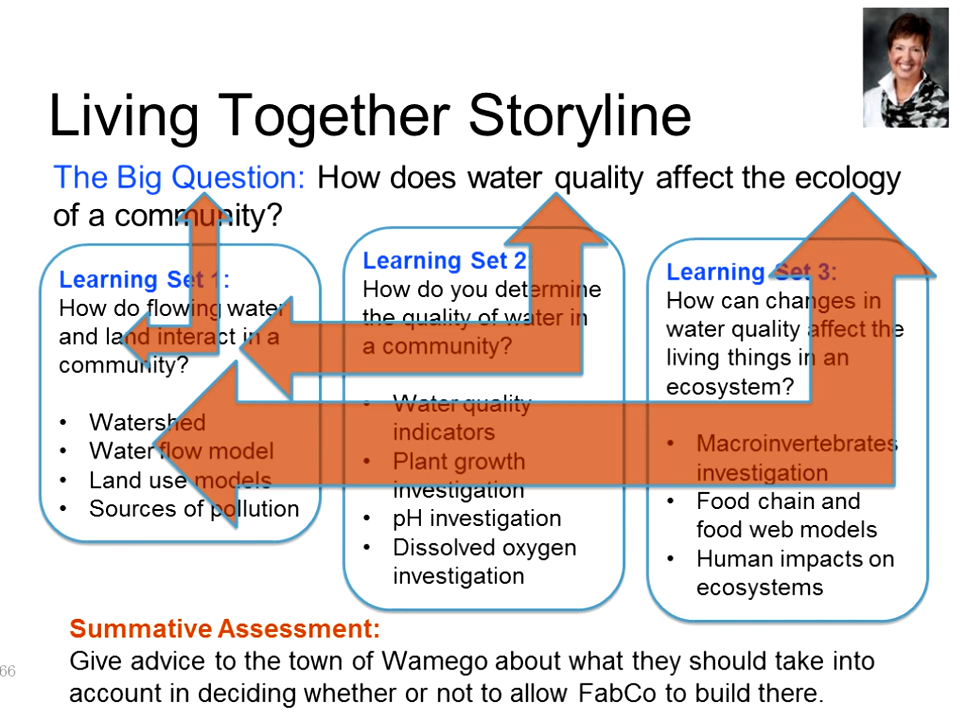 Living Together Storyline
The Big Question: How does water quality affect the ecology
of a community?
Learning Set 1:
How do flowing water
and land interact in a
community?
• Watershed
• Water flow model
• Land use models
• Sources of pollution
Learning Set 2:
How do you determine
the quality of water in
a community?
• Water quality
indicators
• Plant growth
investigation
• pH investigation
• Dissolved oxygen
investigation
Learning Set 3:
How can changes in
water quality affect the
living things in an
ecosystem?
• Macroinvertebrates
investigation
• Food chain and
food web models
• Human impacts on
ecosystems
Summative Assessment:
Give advice to the town of Wamego about what they should take into
account in deciding whether or not to allow FabCo to build there.
66